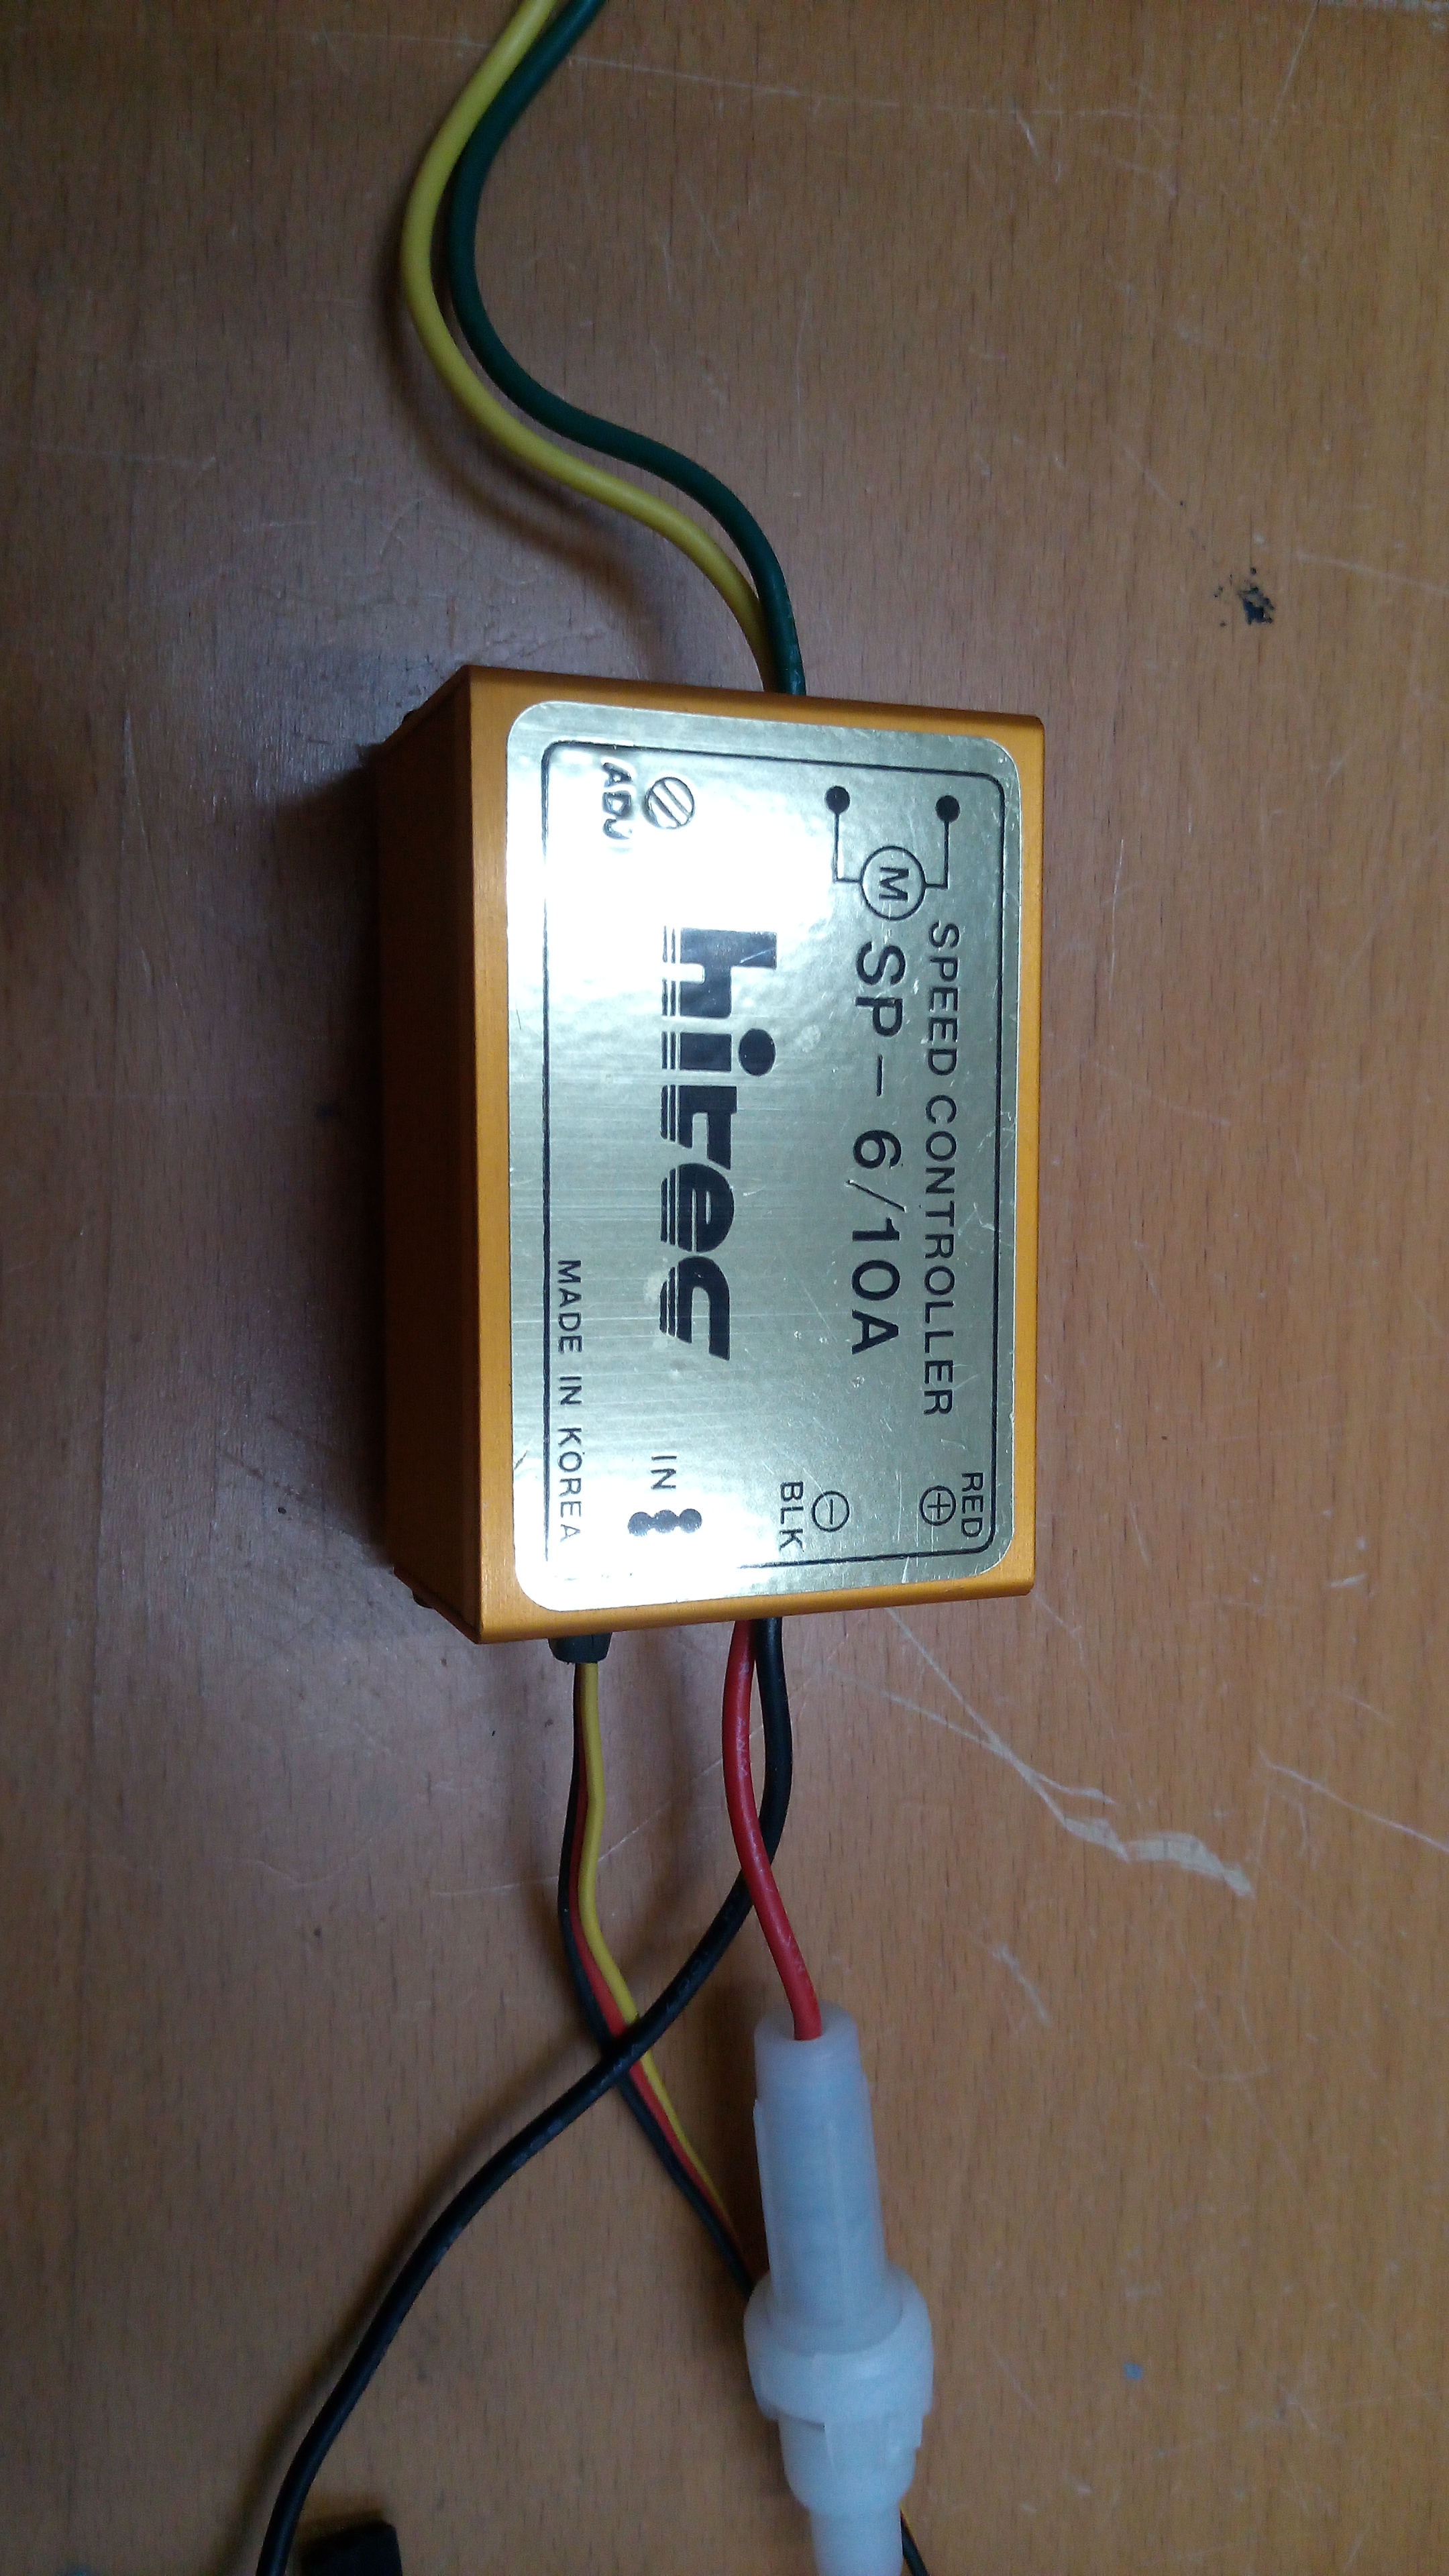 SPEED CONTROLLER
RED
M
SP-6/10A
BLK
hitec
IN
ADJ
MADE IN KOREA